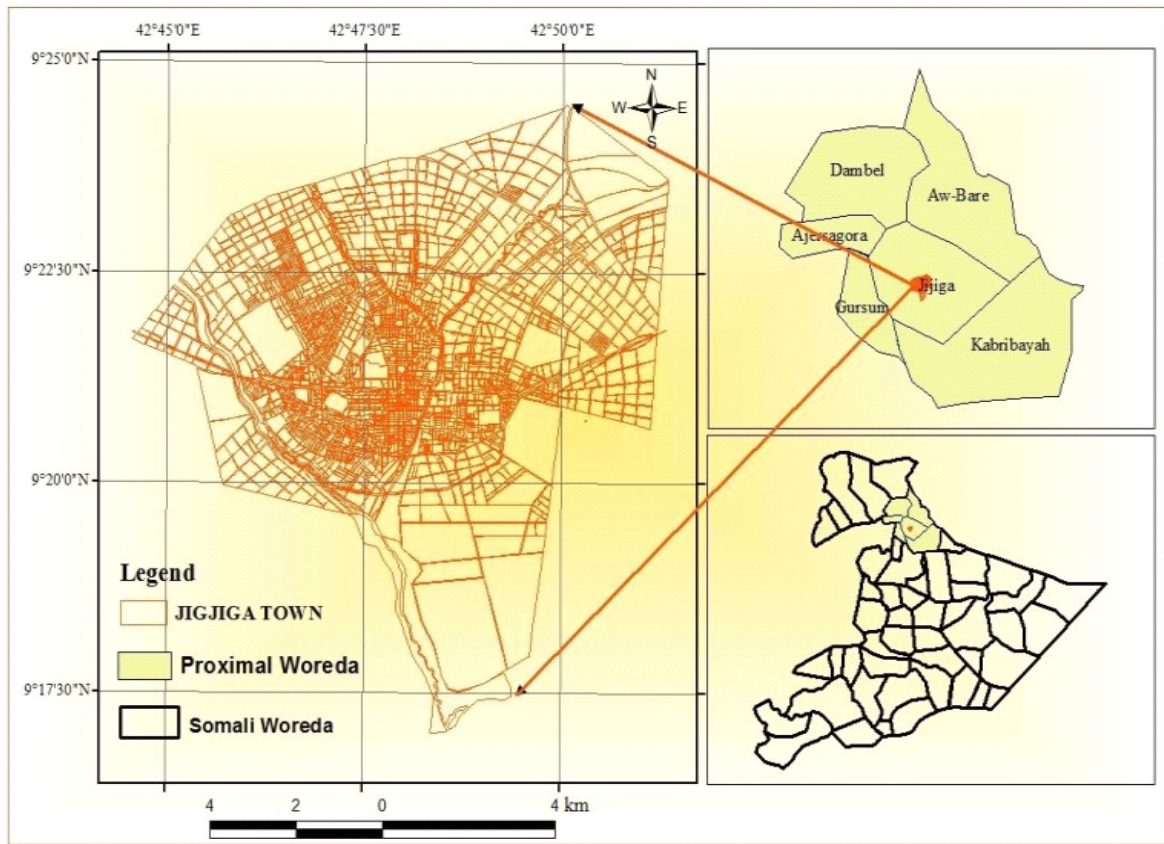 42°45'0"E 42°47'30"E 42°50'0"E
9°25'0"N
N
W E
S
9°22'30"N
9°20'0"N
9°17'30"N
Legend
JIGJIGA TOWN
Proximal Woreda
Somali Woreda
4 2 0 4 km
Dambel
Aw-Bare
Ajersagora
Jijiga
Gursum
Kabribayah